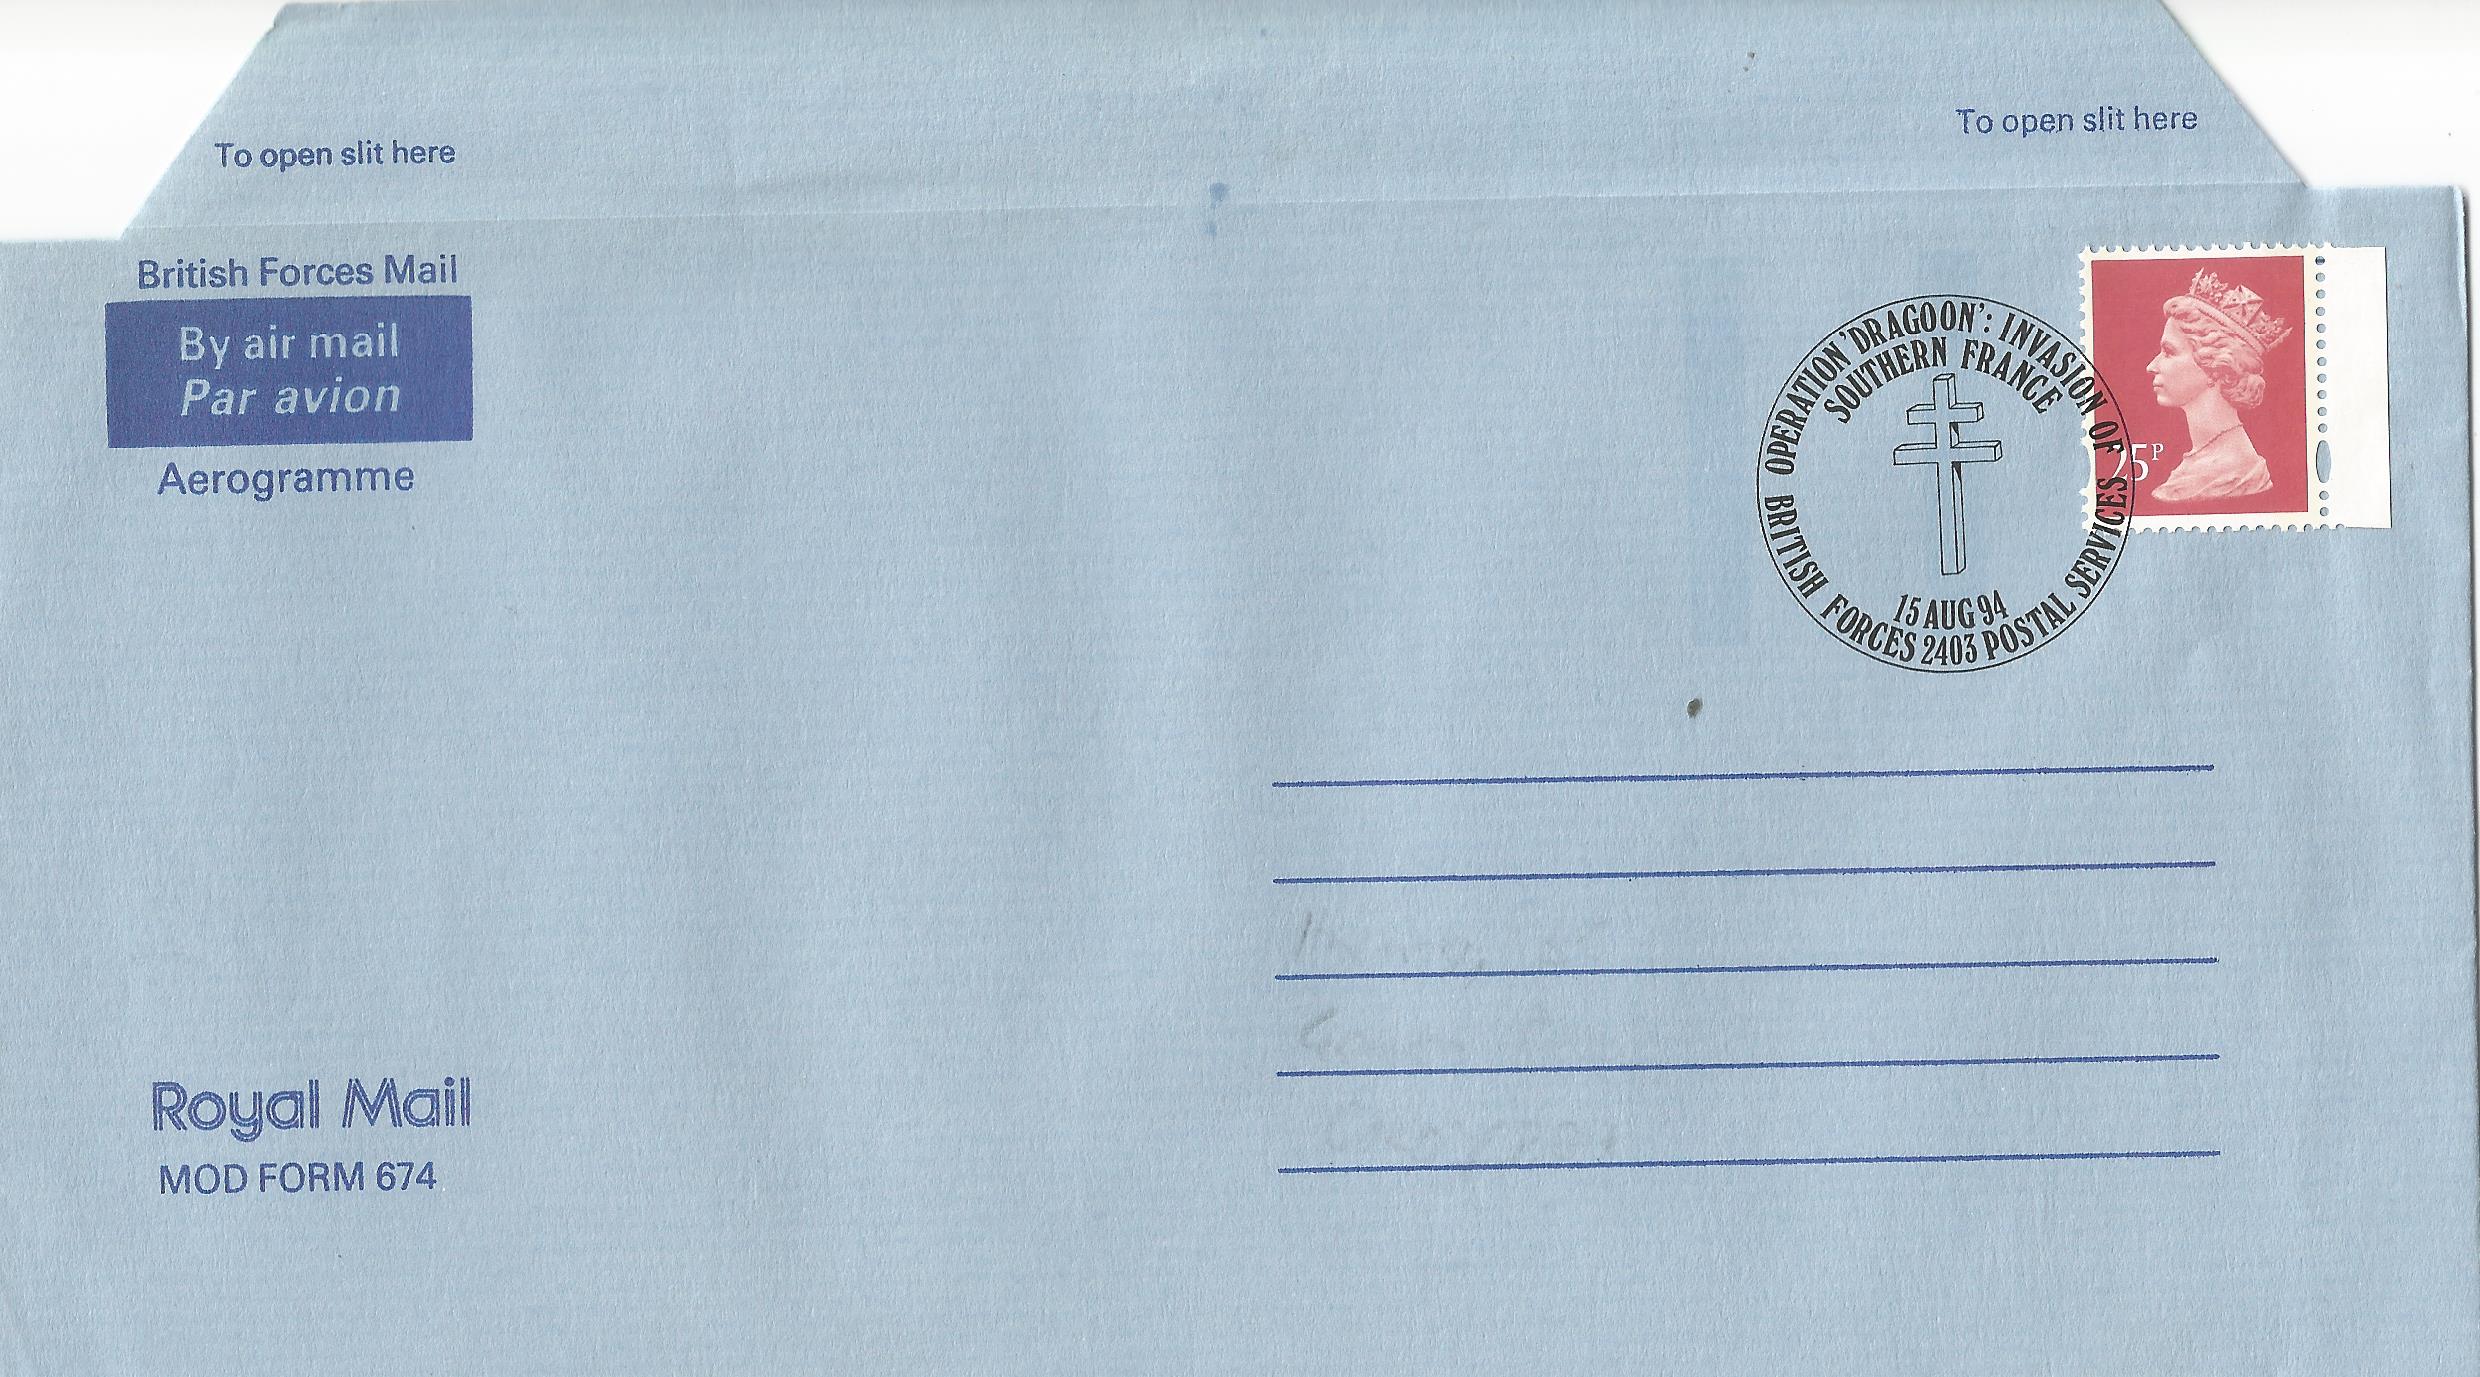 To open slit here
To open slit here
British Forces Mail
By air mail
Par avion
Aerogramme
OPERATION 'DRAGOON': INVASION OF
SOUTHERN FRANCE
15 AUG 94
BRITISH FORCES 2403 POSTAL SERVICES
25P
Royal Mail
MOD FORM 674